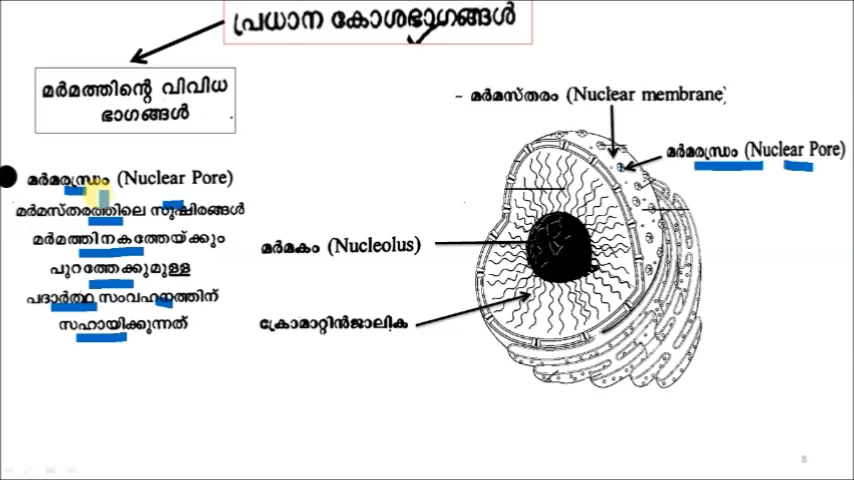 പ്രധാന കോശഭാഗങ്ങൾ
മർമത്തിന്റെ വിവിധ
ഭാഗങ്ങൾ
- മർമസ്തരം (Nuclear membrane)
മർമരന്ധ്രം (Nuclear Pore)
മർമരന്ധ്രം (Nuclear Pore)
മർമസ്തരത്തിലെ സുഷിരങ്ങൾ
മർമത്തിനകത്തേയ്ക്കും
പുറത്തേക്കുമുള്ള
പദാർത്ഥ സംവഹനത്തിന്
സഹായിക്കുന്നത്
മർമകം (Nucleolus)
ക്രോമാറ്റിൻജാലിക
8